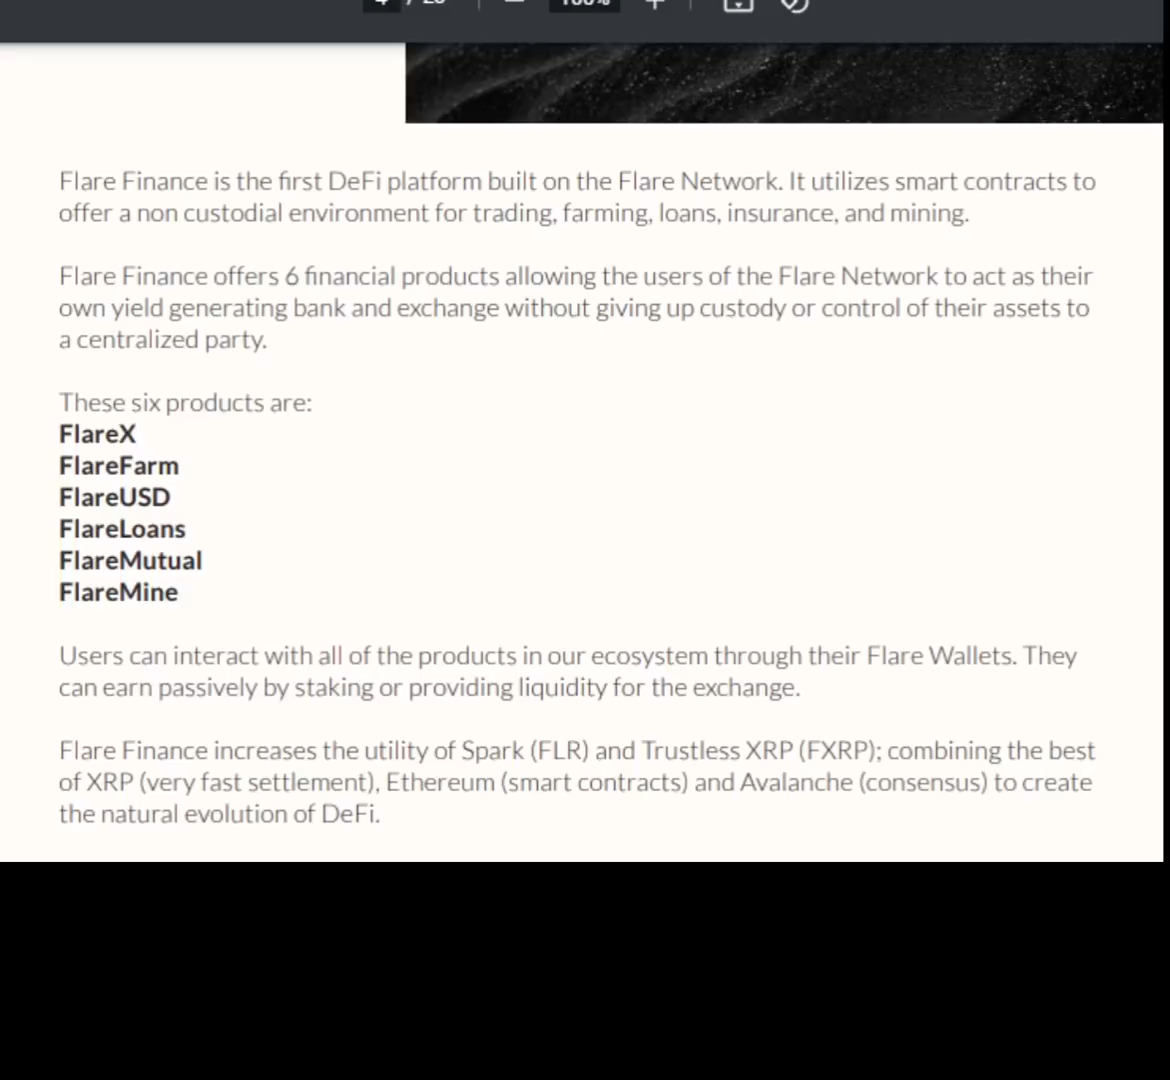 Flare Finance is the first DeFi platform built on the Flare Network. It utilizes smart contracts to
offer a non custodial environment for trading, farming, loans, insurance, and mining.
Flare Finance offers 6 financial products allowing the users of the Flare Network to act as their
own yield generating bank and exchange without giving up custody or control of their assets to
a centralized party.
These six products are:
FlareX
FlareFarm
FlareUSD
FlareLoans
FlareMutual
FlareMine
Users can interact with all of the products in our ecosystem through their Flare Wallets. They
can earn passively by staking or providing liquidity for the exchange.
Flare Finance increases the utility of Spark (FLR) and Trustless XRP (FXRP); combining the best
of XRP (very fast settlement), Ethereum (smart contracts) and Avalanche (consensus) to create
the natural evolution of DeFi.